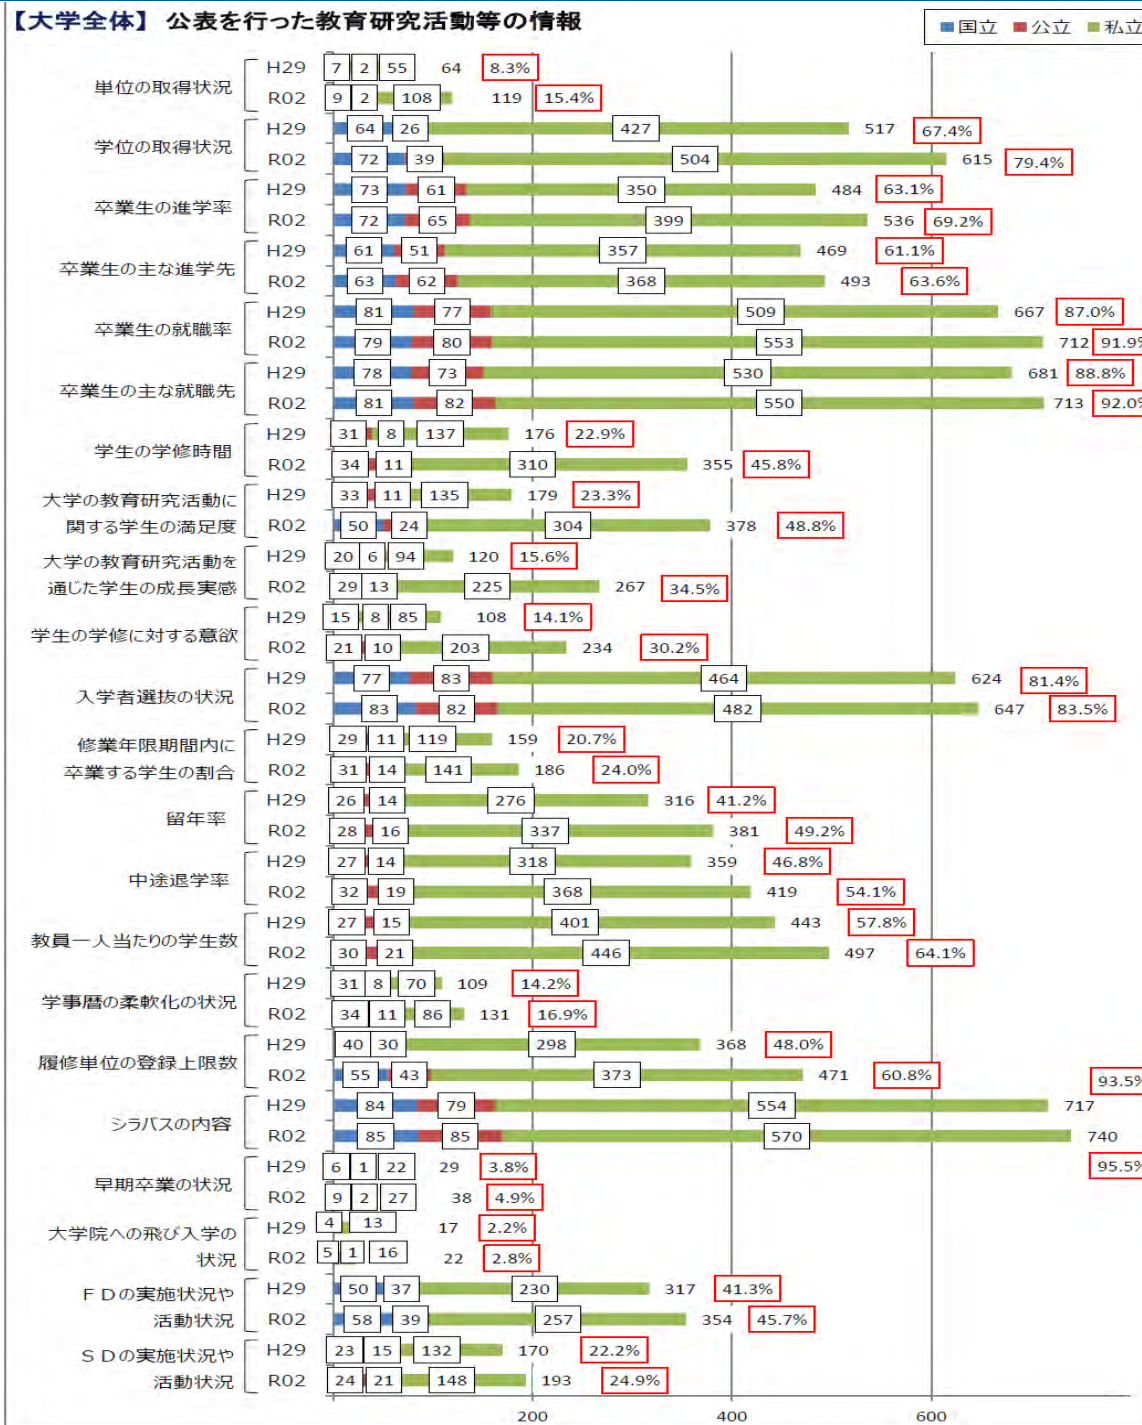 【大学全体】 公表を行った教育研究活動等の情報
国立 公立 私立
単位の取得状況
H29 7 2 55 64 8.3%
R02 9 2 108 119 15.4%
学位の取得状況
H29 64 26 427 517 67.4%
R02 72 39 504 615 79.4%
卒業生の進学率
H29 73 61 350 484 63.1%
R02 72 65 399 536 69.2%
卒業生の主な進学先
H29 61 51 357 469 61.1%
R02 63 62 368 493 63.6%
卒業生の就職率
H29 81 77 509 667 87.0%
R02 79 80 553 712 91.9%
卒業生の主な就職先
H29 78 73 530 681 88.8%
R02 81 82 550 713 92.0%
学生の学修時間
H29 31 8 137 176 22.9%
R02 34 11 310 355 45.8%
大学の教育研究活動に
関する学生の満足度
H29 33 11 135 179 23.3%
R02 50 24 304 378 48.8%
大学の教育研究活動を
通じた学生の成長実感
H29 20 6 94 120 15.6%
R02 29 13 225 267 34.5%
学生の学修に対する意欲
H29 15 8 85 108 14.1%
R02 21 10 203 234 30.2%
入学者選抜の状況
H29 77 83 464 624 81.4%
R02 83 82 482 647 83.5%
修業年限期間内に
卒業する学生の割合
H29 29 11 119 159 20.7%
R02 31 14 141 186 24.0%
留年率
H29 26 14 276 316 41.2%
R02 28 16 337 381 49.2%
中途退学率
H29 27 14 318 359 46.8%
R02 32 19 368 419 54.1%
教員一人当たりの学生数
H29 27 15 401 443 57.8%
R02 30 21 446 497 64.1%
学事暦の柔軟化の状況
H29 31 8 70 109 14.2%
R02 34 11 86 131 16.9%
履修単位の登録上限数
H29 40 30 298 368 48.0%
R02 55 43 373 471 60.8%
シラバスの内容
H29 84 79 554 717 93.5%
R02 85 85 570 740 95.5%
早期卒業の状況
H29 6 1 22 29 3.8%
R02 9 2 27 38 4.9%
大学院への飛び入学の
状況
H29 4 13 17 2.2%
R02 5 1 16 22 2.8%
ＦＤの実施状況や
活動状況
H29 50 37 230 317 41.3%
R02 58 39 257 354 45.7%
ＳＤの実施状況や
活動状況
H29 23 15 132 170 22.2%
R02 24 21 148 193 24.9%
200 400 600